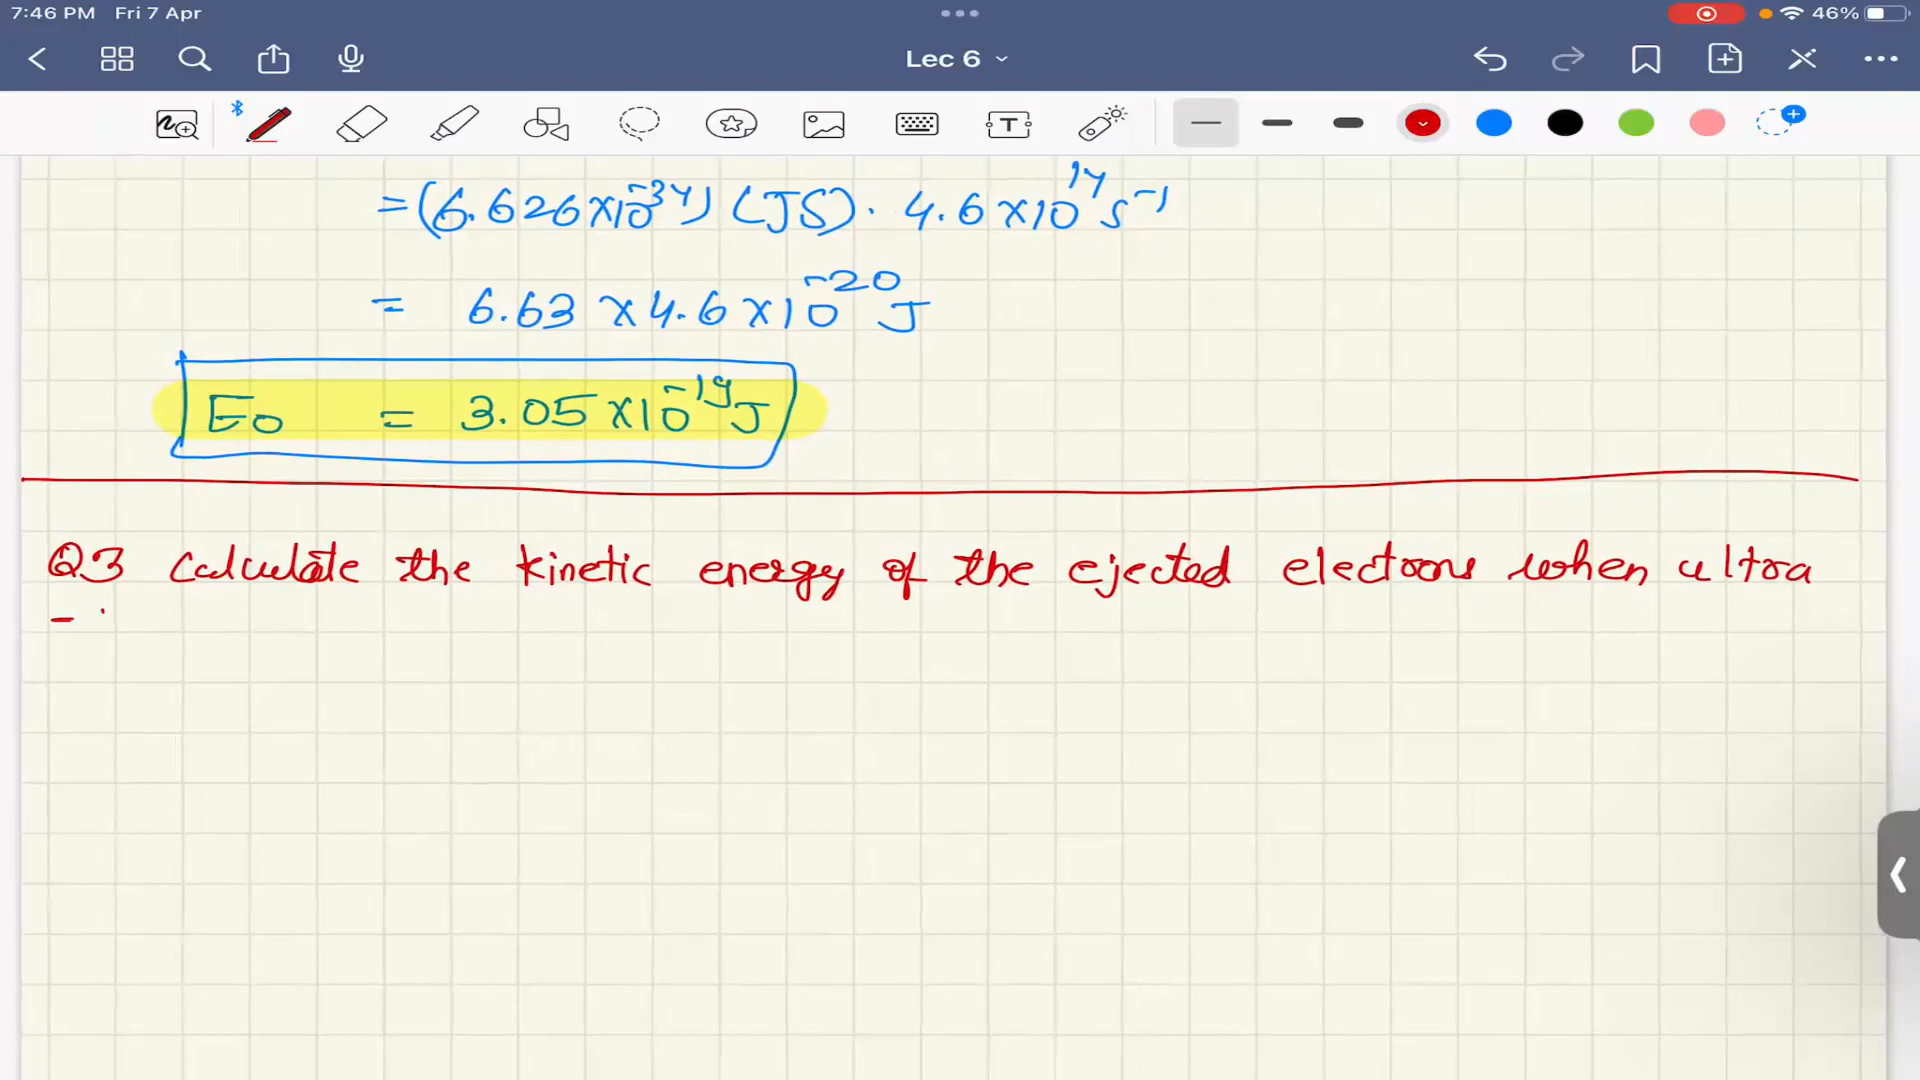 7:46 PM Fri 7 Apr 46%
Lec 6
T
= (6.626×10⁻³⁴) (JS). 4.6×10¹⁴ s⁻¹
= 6.63 × 4.6 × 10⁻²⁰ J
E₀ = 3.05 × 10⁻¹⁹ J
Q3 Calculate the kinetic energy of the ejected electrons when ultra
-